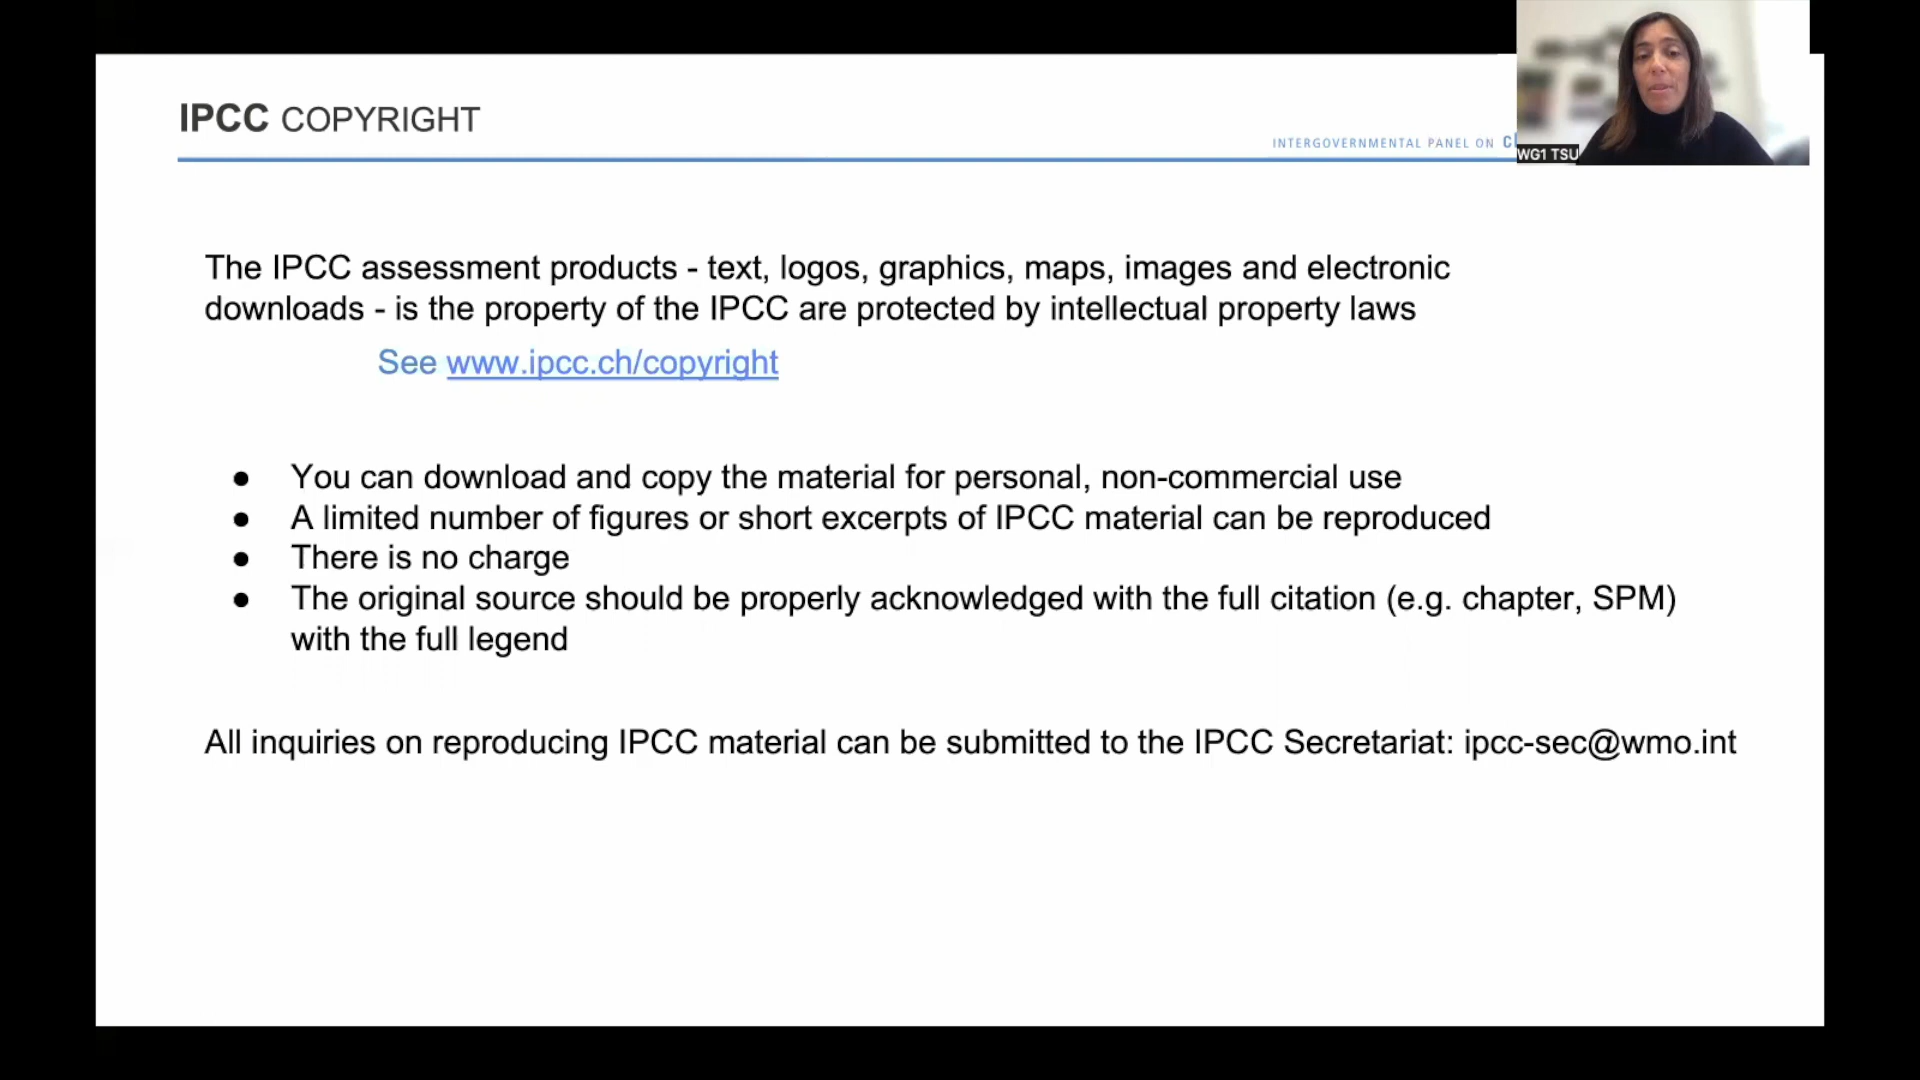 IPCC COPYRIGHT
INTERGOVERNMENTAL PANEL ON
WG1 TSU
The IPCC assessment products - text, logos, graphics, maps, images and electronic
downloads - is the property of the IPCC are protected by intellectual property laws
See www.ipcc.ch/copyright
● You can download and copy the material for personal, non-commercial use
● A limited number of figures or short excerpts of IPCC material can be reproduced
● There is no charge
● The original source should be properly acknowledged with the full citation (e.g. chapter, SPM)
with the full legend
All inquiries on reproducing IPCC material can be submitted to the IPCC Secretariat: ipcc-sec@wmo.int